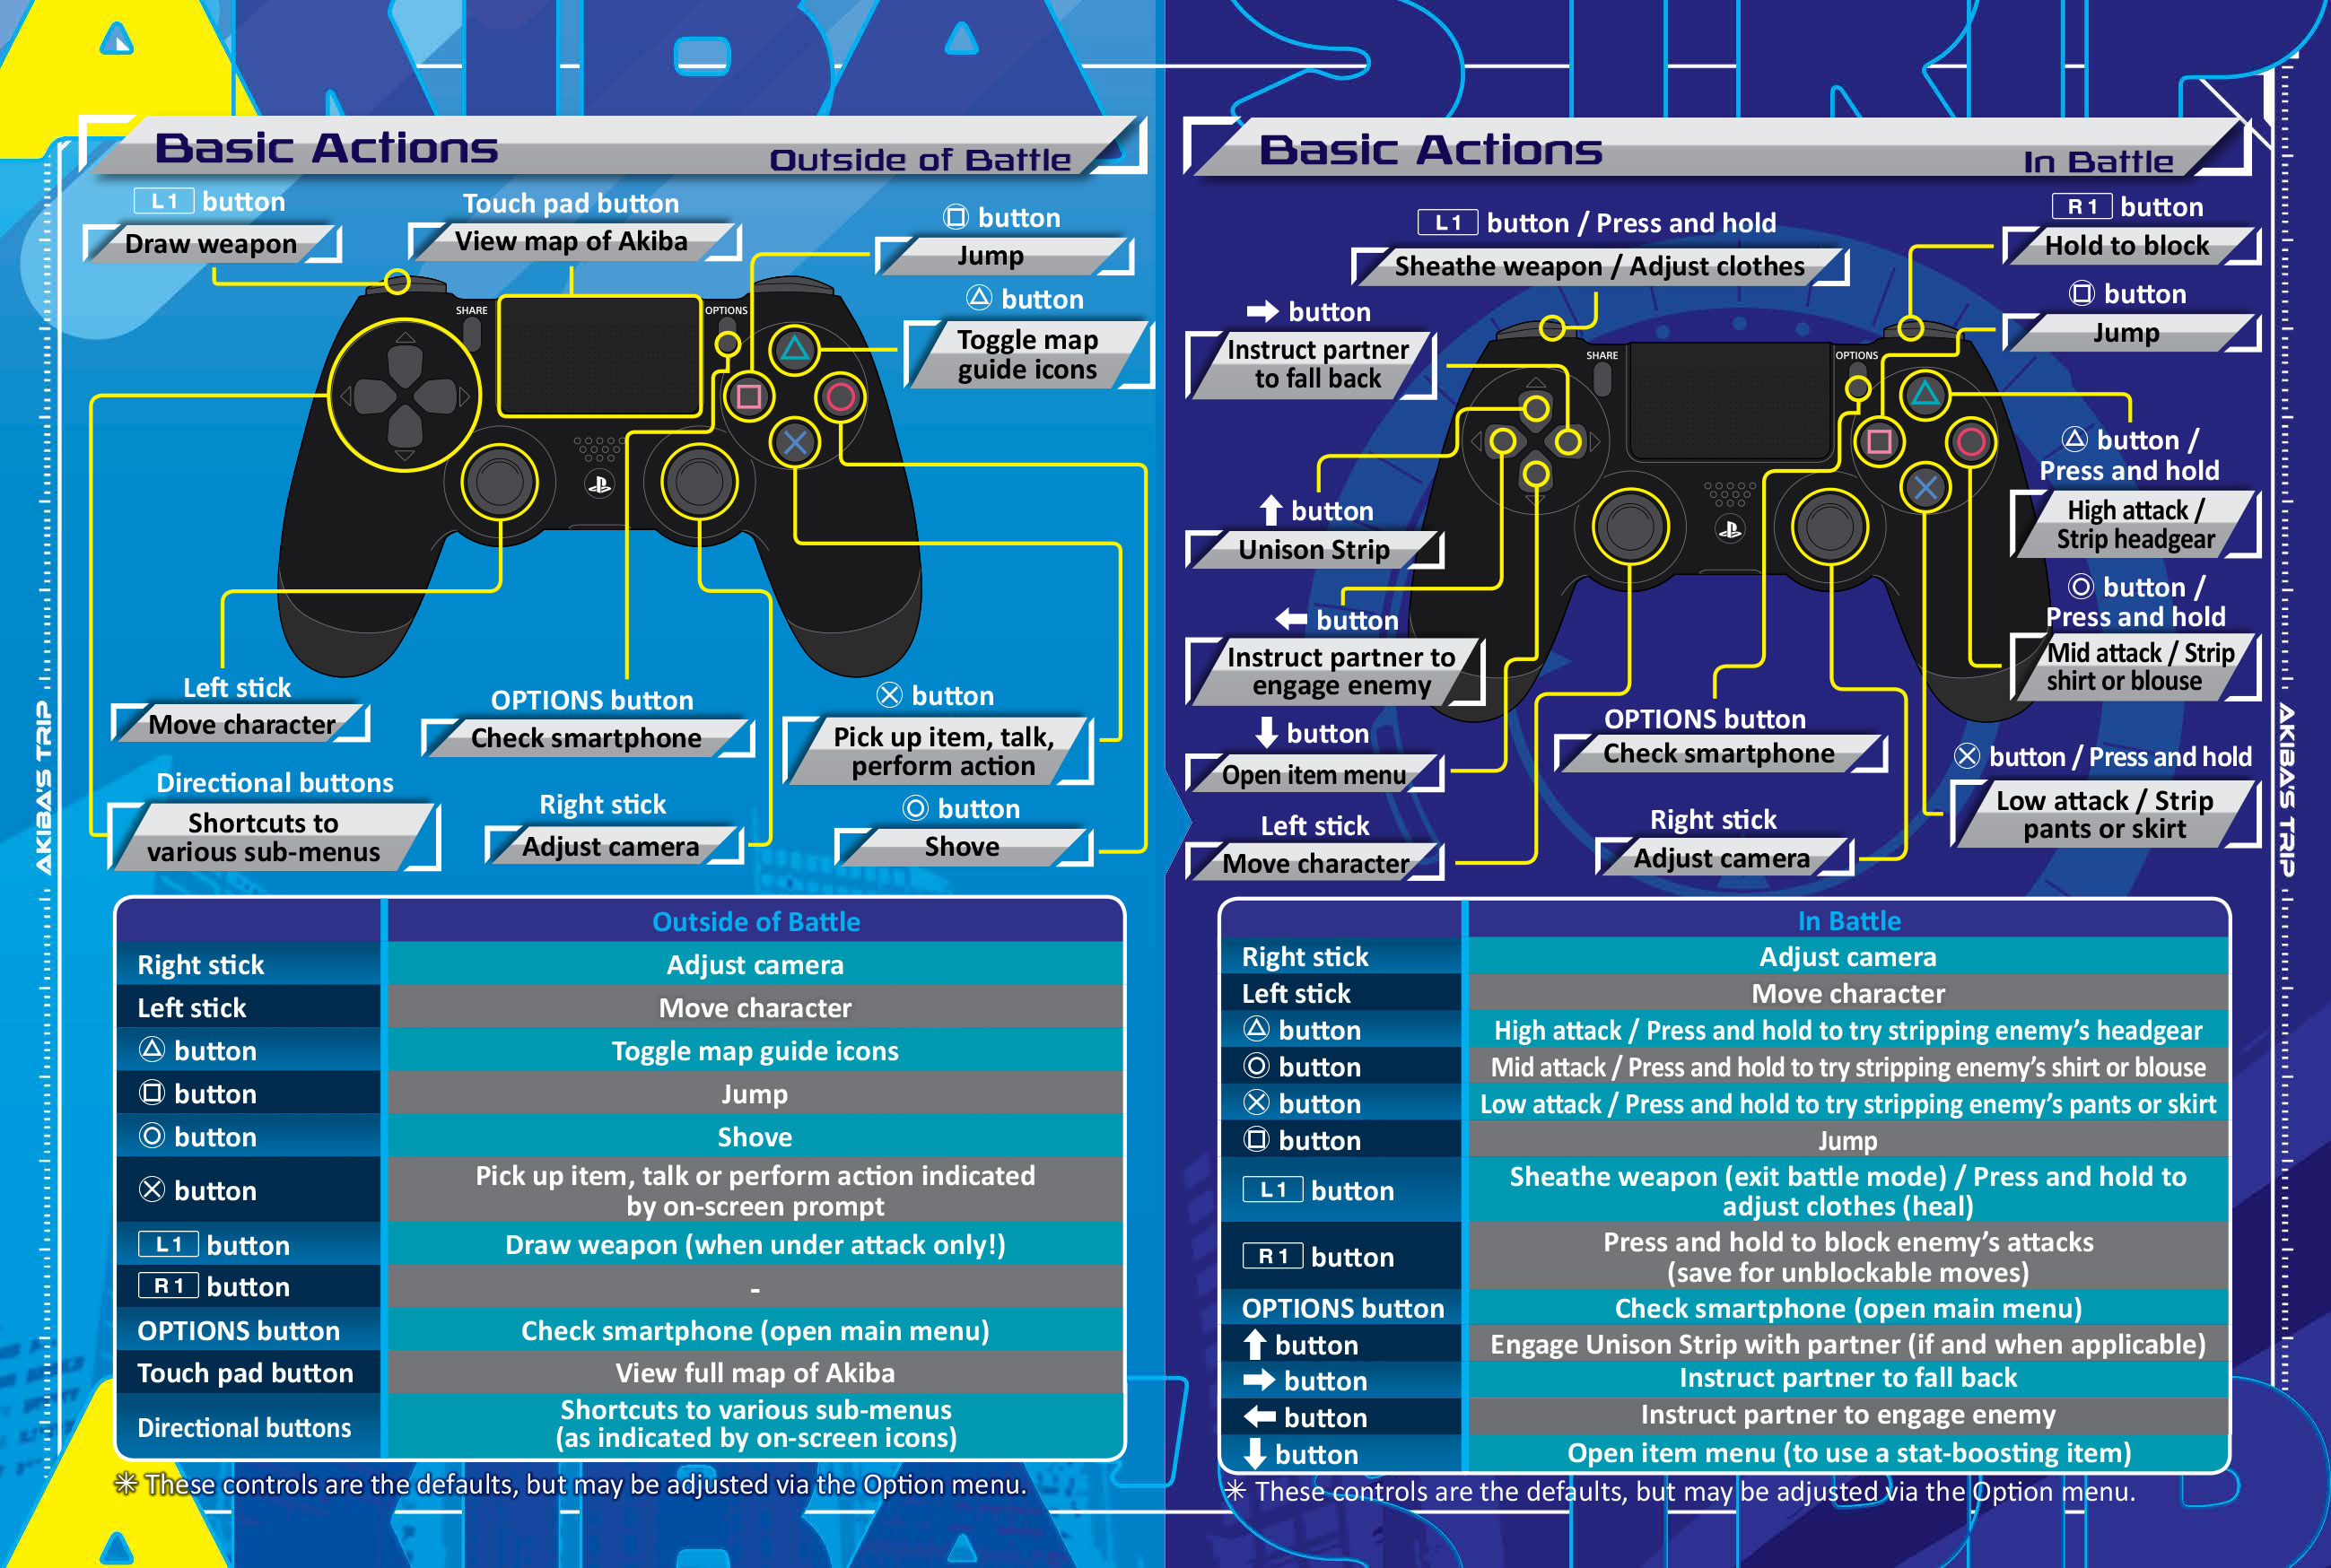 Basic Actions
Outside of Battle
L1 button
Draw weapon
Touch pad button
View map of Akiba
□ button
Jump
△ button
Toggle map
guide icons
SHARE
OPTIONS
Left stick
Move character
OPTIONS button
Check smartphone
× button
Pick up item, talk,
perform action
Directional buttons
Shortcuts to
various sub-menus
Right stick
Adjust camera
○ button
Shove
Outside of Battle
Right stick Adjust camera
Left stick Move character
△ button Toggle map guide icons
□ button Jump
○ button Shove
× button Pick up item, talk or perform action indicated
by on-screen prompt
L1 button Draw weapon (when under attack only!)
R1 button -
OPTIONS button Check smartphone (open main menu)
Touch pad button View full map of Akiba
Directional buttons Shortcuts to various sub-menus
(as indicated by on-screen icons)
✳ These controls are the defaults, but may be adjusted via the Option menu.
AKIBA'S TRIP
Basic Actions
In Battle
L1 button / Press and hold
Sheathe weapon / Adjust clothes
R1 button
Hold to block
□ button
Jump
➡ button
Instruct partner
to fall back
SHARE
OPTIONS
△ button /
Press and hold
High attack /
Strip headgear
⬆ button
Unison Strip
○ button /
Press and hold
Mid attack / Strip
shirt or blouse
⬅ button
Instruct partner to
engage enemy
⬇ button
Open item menu
OPTIONS button
Check smartphone
× button / Press and hold
Low attack / Strip
pants or skirt
Left stick
Move character
Right stick
Adjust camera
In Battle
Right stick Adjust camera
Left stick Move character
△ button High attack / Press and hold to try stripping enemy's headgear
○ button Mid attack / Press and hold to try stripping enemy's shirt or blouse
× button Low attack / Press and hold to try stripping enemy's pants or skirt
□ button Jump
L1 button Sheathe weapon (exit battle mode) / Press and hold to
adjust clothes (heal)
R1 button Press and hold to block enemy's attacks
(save for unblockable moves)
OPTIONS button Check smartphone (open main menu)
⬆ button Engage Unison Strip with partner (if and when applicable)
➡ button Instruct partner to fall back
⬅ button Instruct partner to engage enemy
⬇ button Open item menu (to use a stat-boosting item)
✳ These controls are the defaults, but may be adjusted via the Option menu.
AKIBA'S TRIP